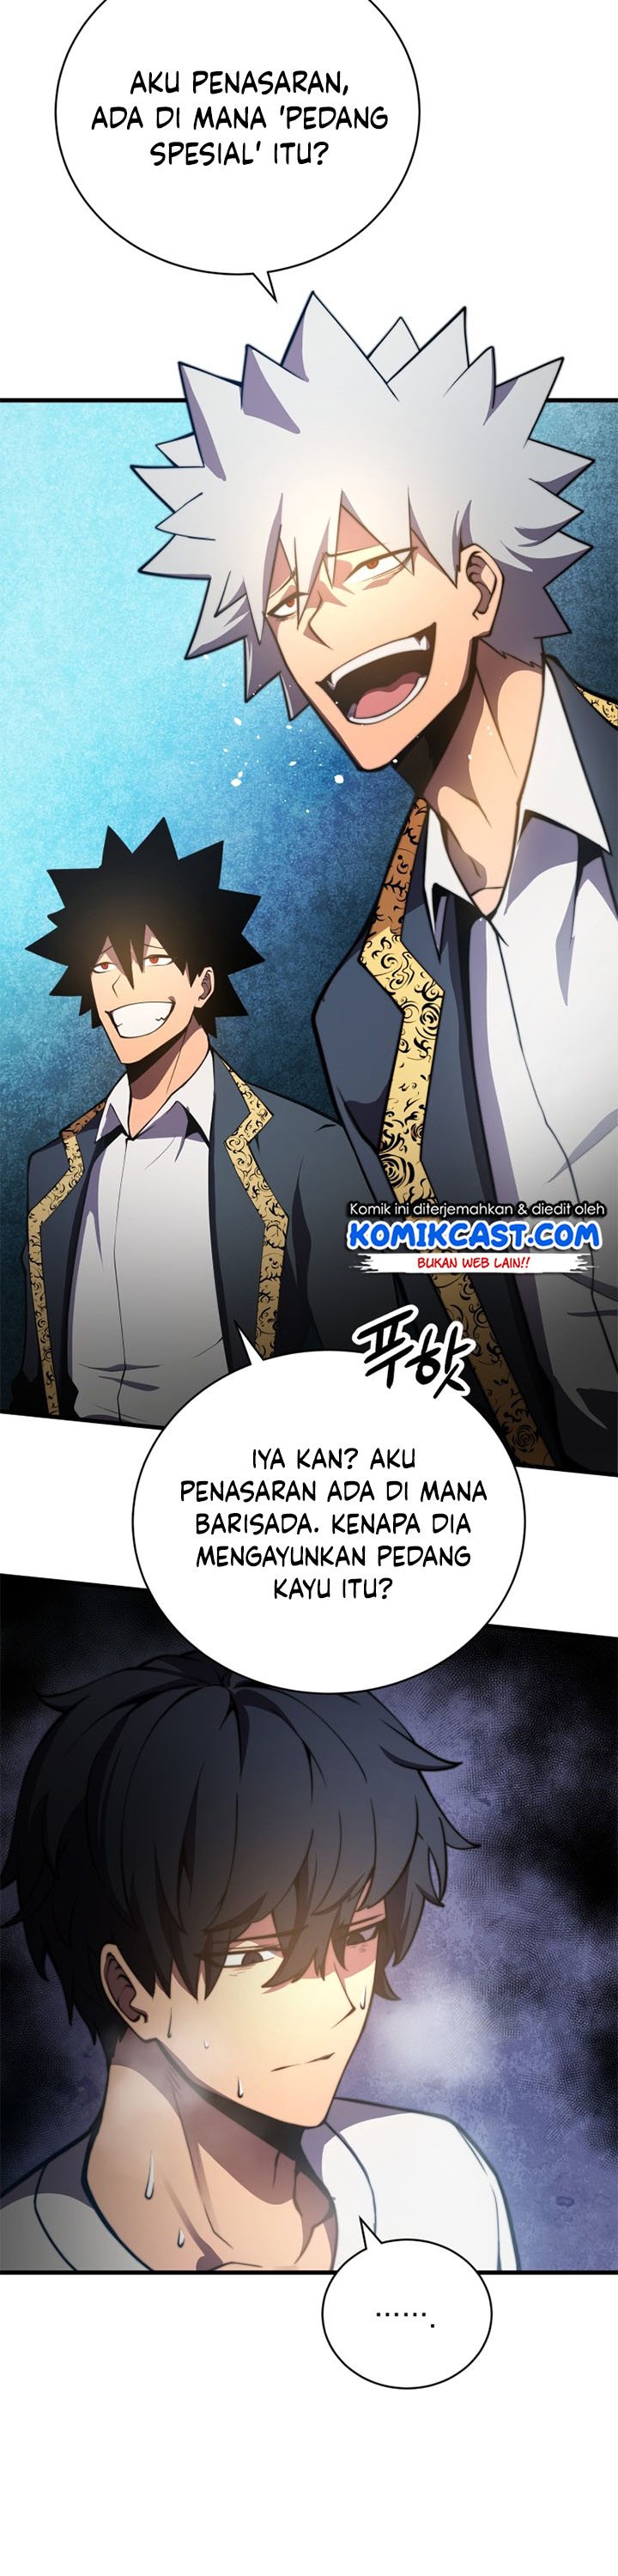 AKU PENASARAN,
ADA DI MANA 'PEDANG
SPESIAL' ITU?
Komik ini diterjemahkan & diedit oleh
KOMIKCAST.COM
BUKAN WEB LAIN!!
푸핫
IYA KAN? AKU
PENASARAN ADA DI MANA
BARISADA. KENAPA DIA
MENGAYUNKAN PEDANG
KAYU ITU?
.......